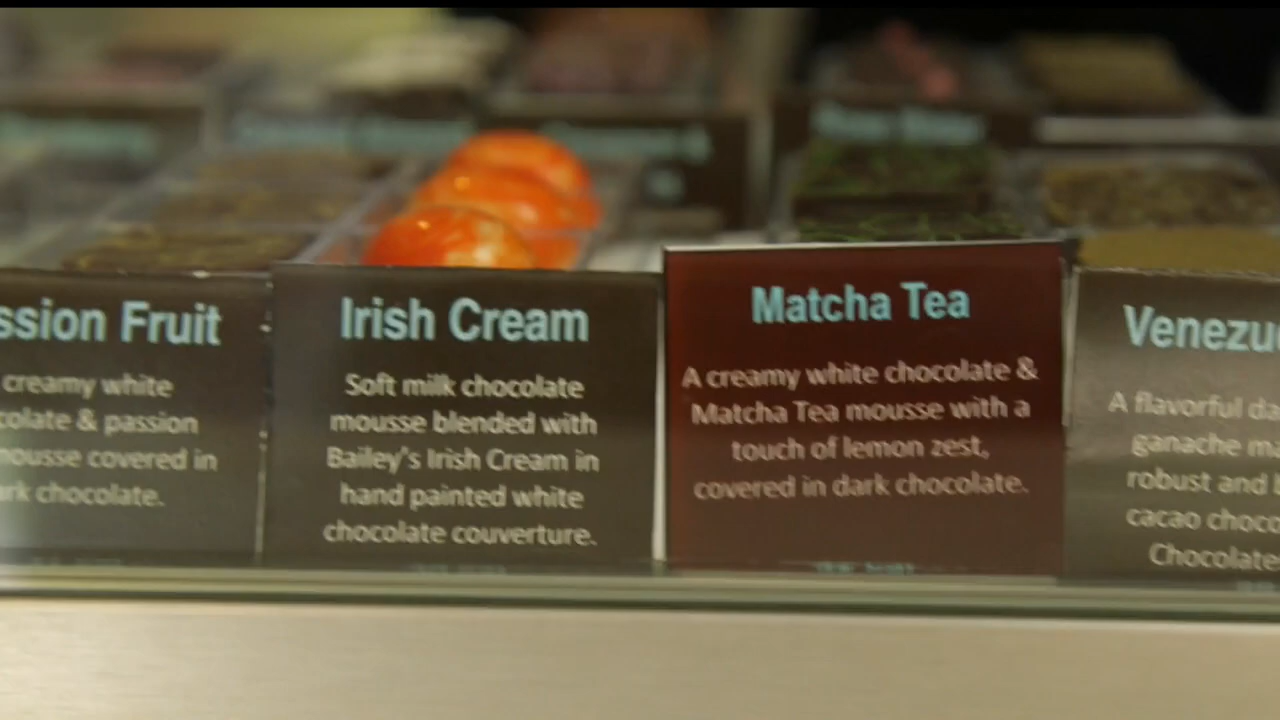 ssion Fruit
creamy white
colate & passion
mousse covered in
rk chocolate.
Irish Cream
Soft milk chocolate
mousse blended with
Bailey's Irish Cream in
hand painted white
chocolate couverture.
Matcha Tea
A creamy white chocolate &
Matcha Tea mousse with a
touch of lemon zest,
covered in dark chocolate.
Venezu
A flavorful da
ganache ma
robust and
cacao choco
Chocolate